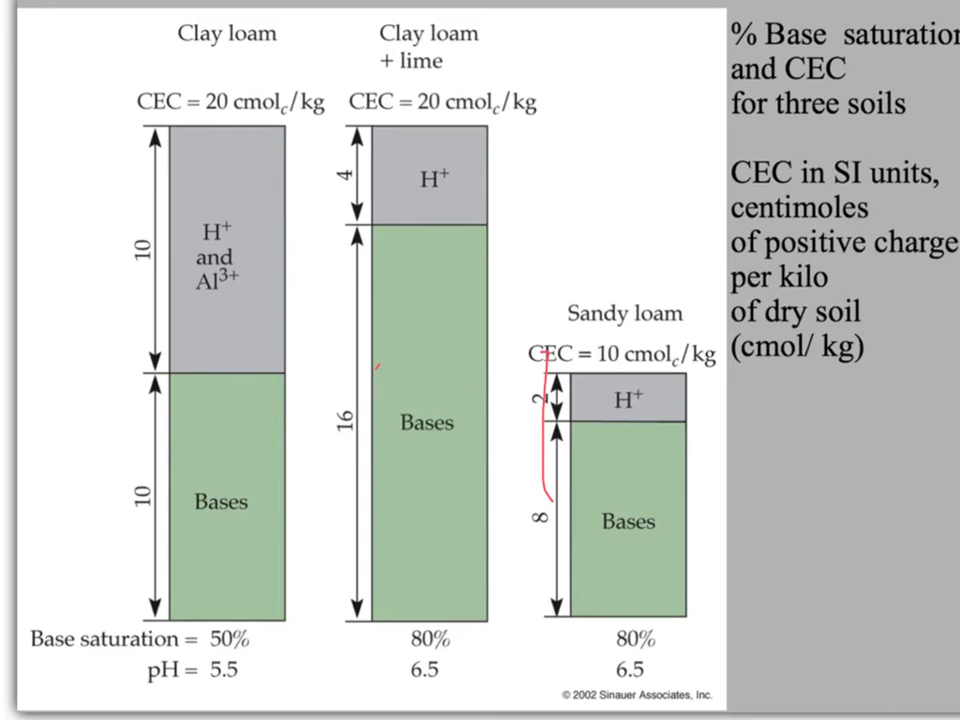 Clay loam
CEC = 20 cmolc/kg
10
H+
and
Al3+
10
Bases
Clay loam
+ lime
CEC = 20 cmolc/kg
4
H+
16
Bases
Sandy loam
CEC = 10 cmolc/kg
2
H+
8
Bases
Base saturation = 50% 80% 80%
pH = 5.5 6.5 6.5
© 2002 Sinauer Associates, Inc.
% Base saturation
and CEC
for three soils
CEC in SI units,
centimoles
of positive charge
per kilo
of dry soil
(cmol/ kg)